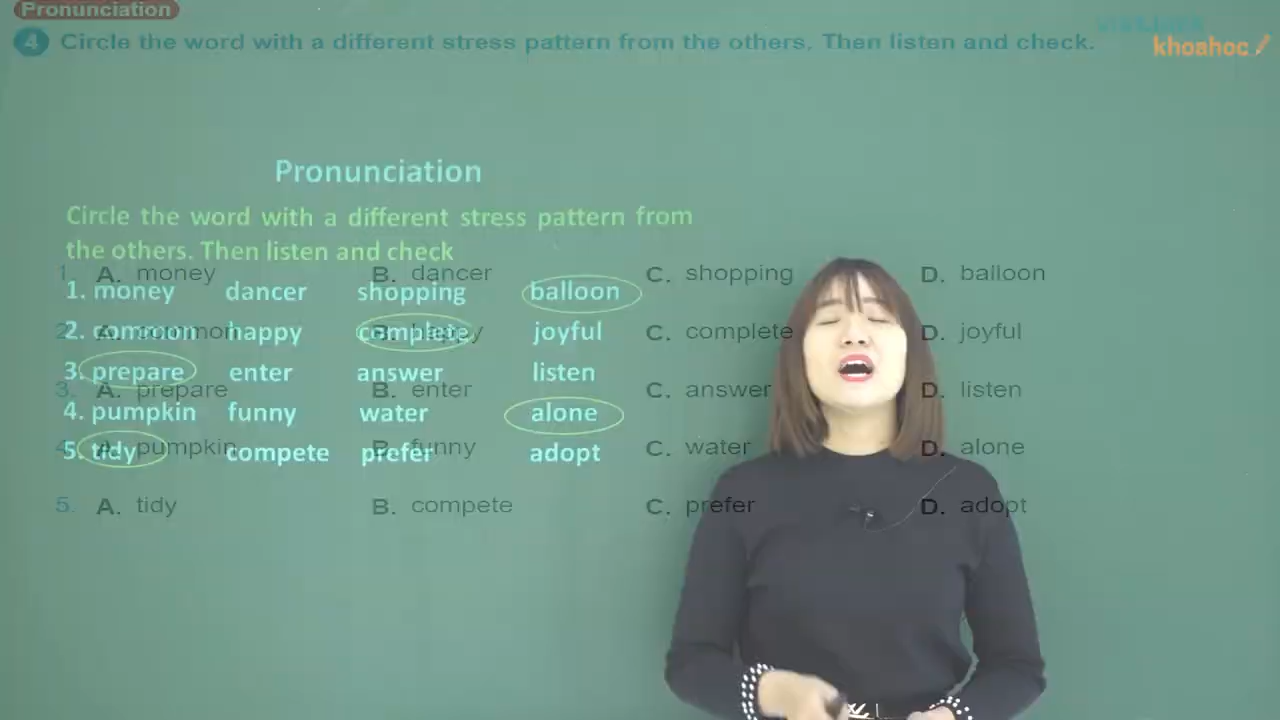 Pronunciation
4 Circle the word with a different stress pattern from the others. Then listen and check.
khoahoc
Pronunciation
Circle the word with a different stress pattern from
the others. Then listen and check
1. A. money B. dancer C. shopping D. balloon
1. money dancer shopping balloon
2. common happy complete joyful
C. complete D. joyful
3. prepare enter answer listen
3. A. prepare B. enter C. answer D. listen
4. pumpkin funny water alone
A. pumpkin B. funny C. water D. alone
5. tidy compete prefer adopt
5. A. tidy B. compete C. prefer D. adopt